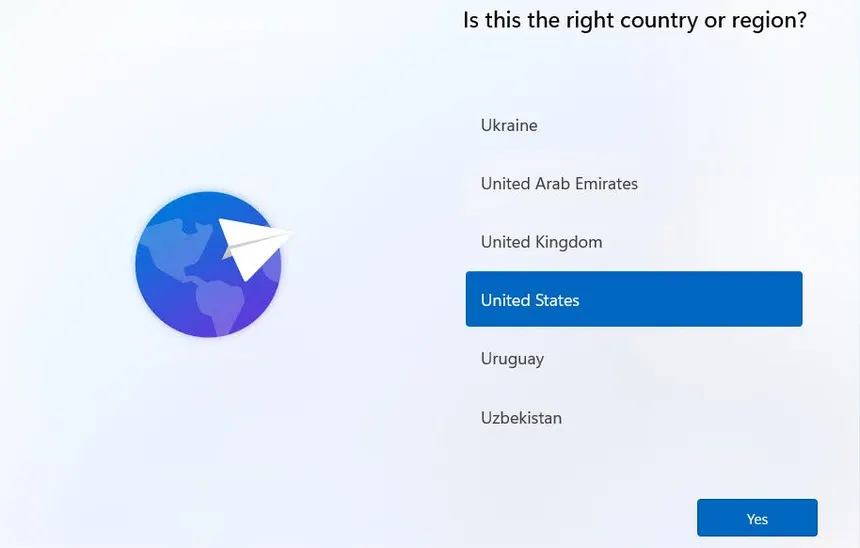 Is this the right country or region?
Ukraine
United Arab Emirates
United Kingdom
United States
Uruguay
Uzbekistan
Yes